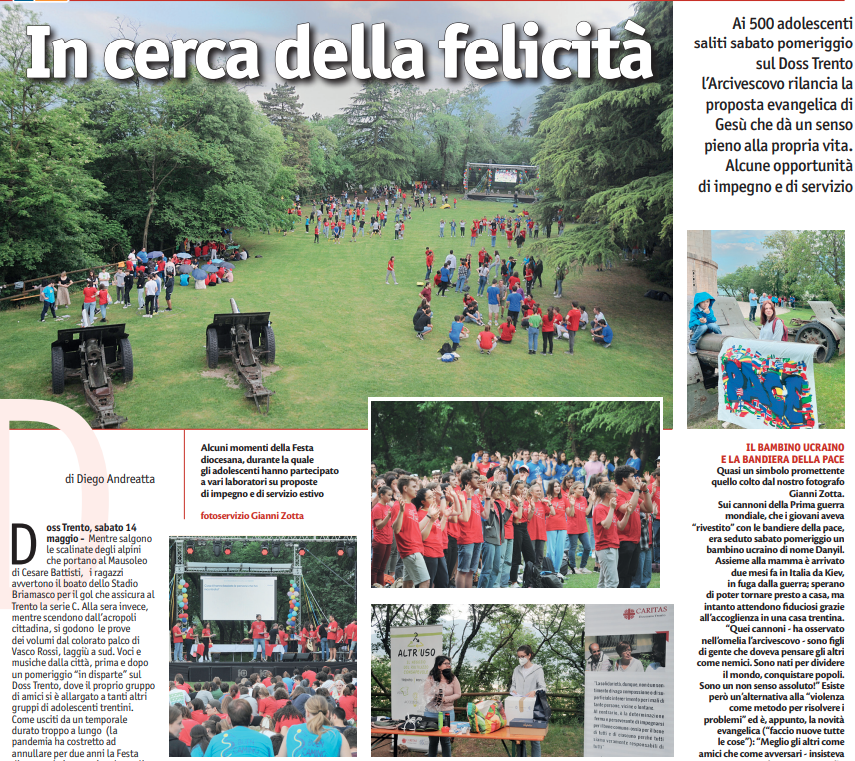 In cerca della felicità
Ai 500 adolescenti
saliti sabato pomeriggio
sul Doss Trento
l'Arcivescovo rilancia la
proposta evangelica di
Gesù che dà un senso
pieno alla propria vita.
Alcune opportunità
di impegno e di servizio
di Diego Andreatta
Doss Trento, sabato 14
maggio - Mentre salgono
le scalinate degli alpini
che portano al Mausoleo
di Cesare Battisti, i ragazzi
avvertono il boato dello Stadio
Briamasco per il gol che assicura al
Trento la serie C. Alla sera invece,
mentre scendono dall'acropoli
cittadina, si godono le prove
dei volumi dal colorato palco di
Vasco Rossi, laggiù a sud. Voci e
musiche dalla città, prima e dopo
un pomeriggio "in disparte" sul
Doss Trento, dove il proprio gruppo
di amici si è allargato a tanti altri
gruppi di adolescenti trentini.
Come usciti da un temporale
durato troppo a lungo (la
pandemia ha costretto ad
annullare per due anni la Festa
Alcuni momenti della Festa
diocesana, durante la quale
gli adolescenti hanno partecipato
a vari laboratori su proposte
di impegno e di servizio estivo
fotoservizio Gianni Zotta
ALTR USO
CARITAS
PACE
IL BAMBINO UCRAINO
E LA BANDIERA DELLA PACE
Quasi un simbolo promettente
quello colto dal nostro fotografo
Gianni Zotta.
Sui cannoni della Prima guerra
mondiale, che i giovani aveva
"rivestito" con le bandiere della pace,
era seduto sabato pomeriggio un
bambino ucraino di nome Danyil.
Assieme alla mamma è arrivato
due mesi fa in Italia da Kiev,
in fuga dalla guerra; sperano
di poter tornare presto a casa, ma
intanto attendono fiduciosi grazie
all'accoglienza in una casa trentina.
"Quei cannoni - ha osservato
nell'omelia l'arcivescovo - sono figli
di gente che doveva pensare gli altri
come nemici. Sono nati per dividere
il mondo, conquistare popoli.
Sono un non senso assoluto!" Esiste
però un'alternativa alla "violenza
come metodo per risolvere i
problemi" ed è, appunto, la novità
evangelica ("faccio nuove tutte
le cose"): "Meglio gli altri come
amici che come avversari - insisteva